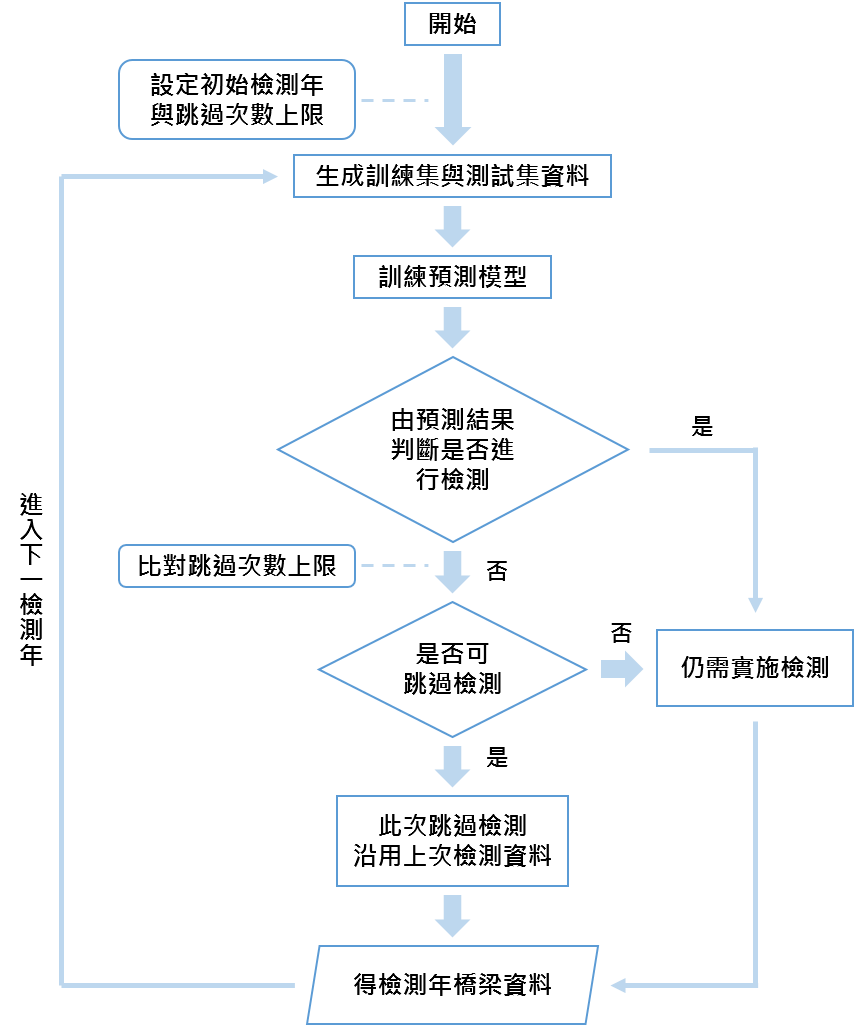 開始
設定初始檢測年
與跳過次數上限
生成訓練集與測試集資料
訓練預測模型
由預測結果
判斷是否進
行檢測
是
進入下一檢測年
比對跳過次數上限
否
是否可
跳過檢測
否
仍需實施檢測
是
此次跳過檢測
沿用上次檢測資料
得檢測年橋梁資料